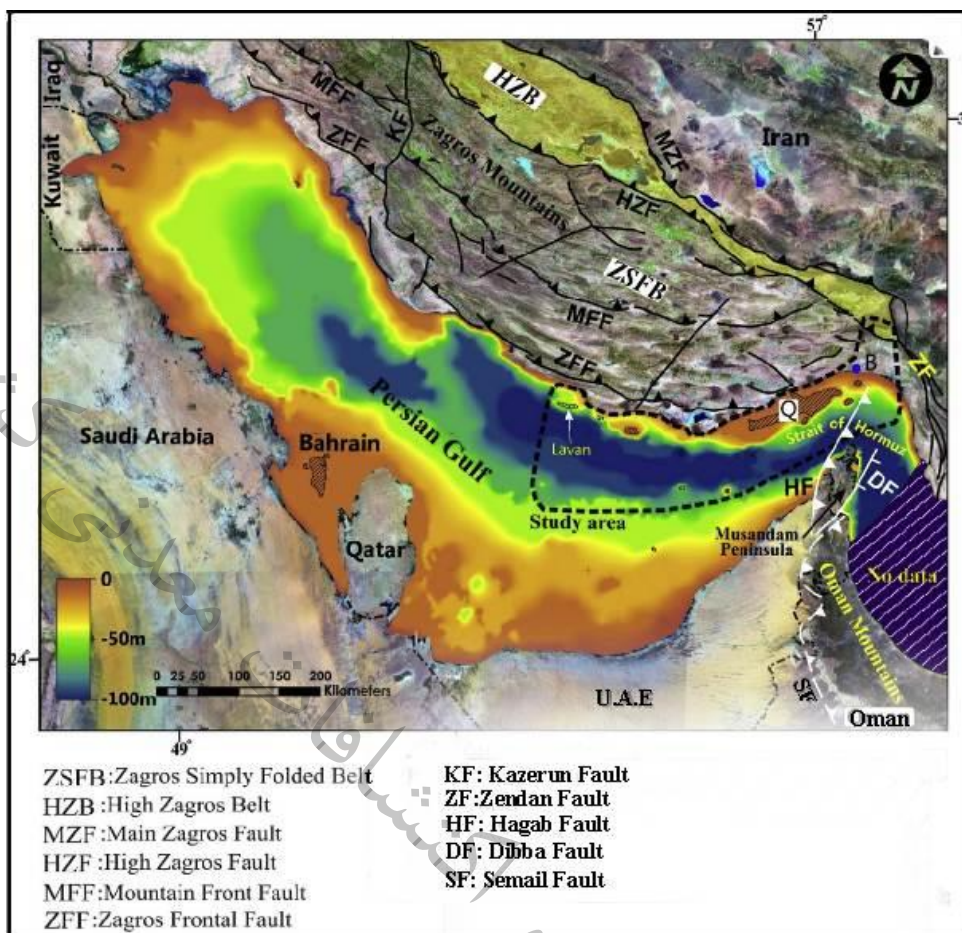 57°
N
Iraq
Kuwait
MFF
KF
ZFF
HZB
Zagros Mountains
MZF
Iran
HZF
ZSFB
MFF
ZFF
ZF
B
Q
Strait of Hormuz
Lavan
Persian Gulf
Saudi Arabia
Bahrain
Qatar
Study area
HF
DF
Musandam
Peninsula
No data
Oman Mountains
0
-50m
-100m
24°
0 25 50 100 150 200
Kilometers
U.A.E
SF
Oman
49°
ZSFB:Zagros Simply Folded Belt
HZB :High Zagros Belt
MZF :Main Zagros Fault
HZF :High Zagros Fault
MFF :Mountain Front Fault
ZFF :Zagros Frontal Fault
KF: Kazerun Fault
ZF:Zendan Fault
HF: Hagab Fault
DF: Dibba Fault
SF: Semail Fault